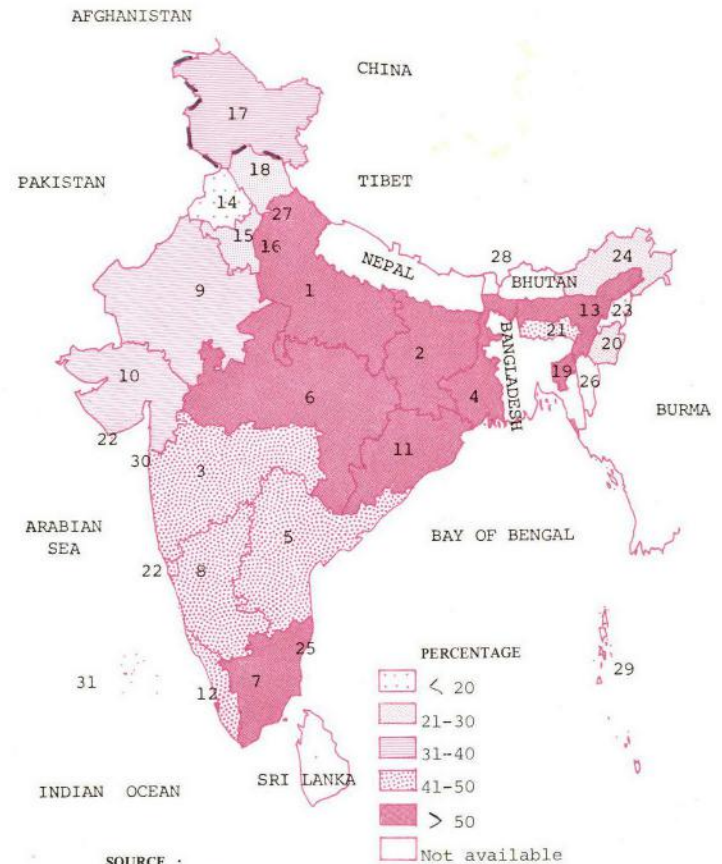 AFGHANISTAN
CHINA
17
PAKISTAN
18
TIBET
14
27
15
16
NEPAL
28
24
BHUTAN
9
1
13
23
21
20
2
BANGLADESH
19
10
6
4
26
BURMA
22
11
30
3
ARABIAN
SEA
5
BAY OF BENGAL
22
8
25
PERCENTAGE
29
31
12
7
< 20
21-30
31-40
INDIAN OCEAN
SRI LANKA
41-50
> 50
Not available
SOURCE :